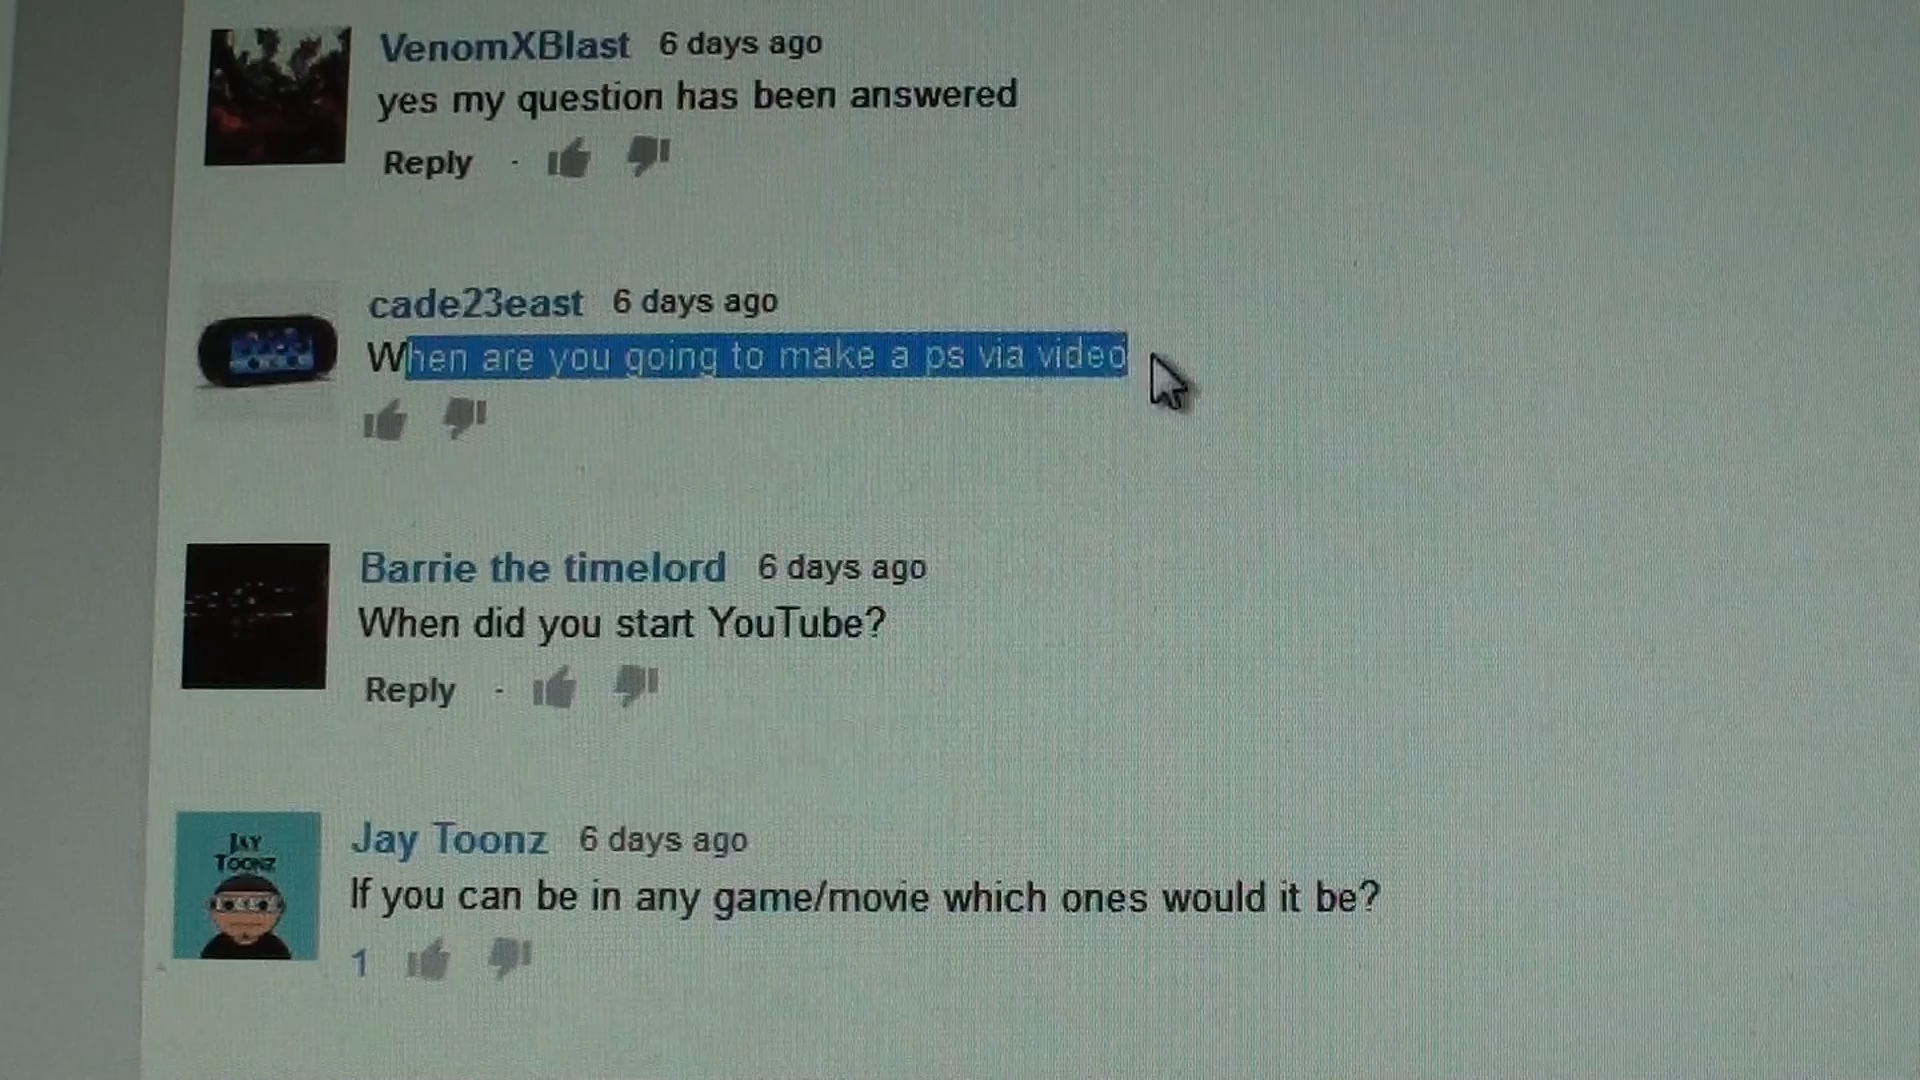 VenomXBlast 6 days ago
yes my question has been answered
Reply ·
cade23east 6 days ago
When are you going to make a ps via video
Barrie the timelord 6 days ago
When did you start YouTube?
Reply ·
JAY
TOONZ
Jay Toonz 6 days ago
If you can be in any game/movie which ones would it be?
1